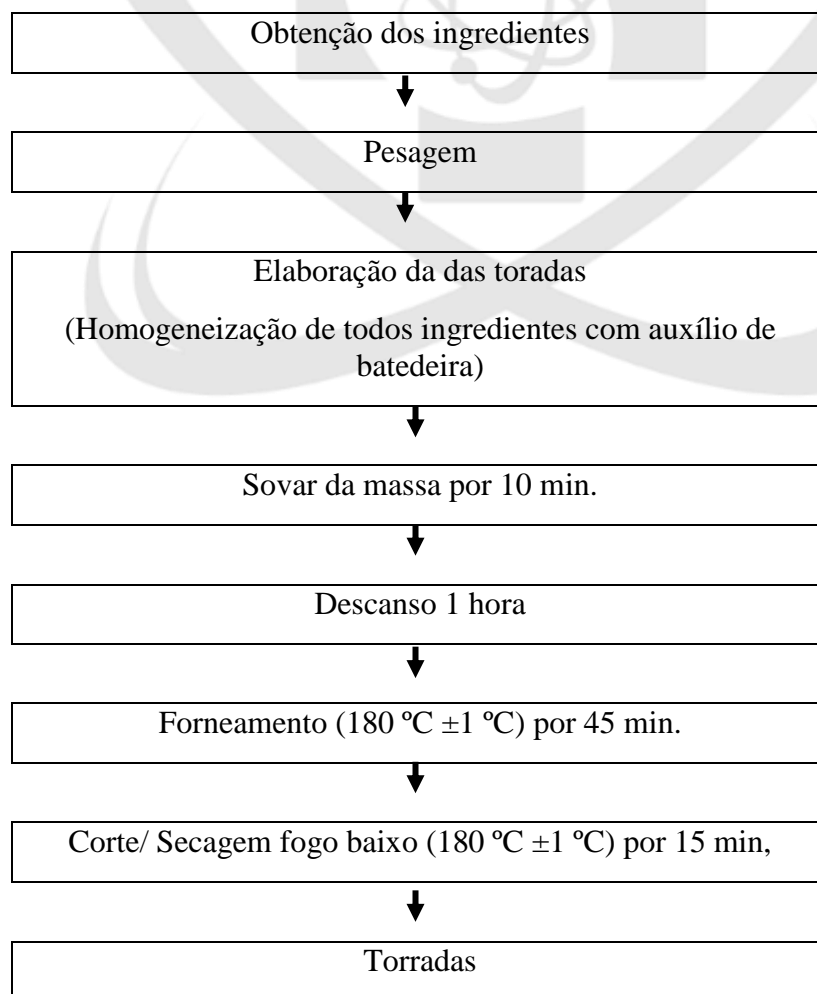 Obtenção dos ingredientes
Pesagem
Elaboração da das toradas
(Homogeneização de todos ingredientes com auxílio de
batedeira)
Sovar da massa por 10 min.
Descanso 1 hora
Forneamento (180 ºC ±1 ºC) por 45 min.
Corte/ Secagem fogo baixo (180 ºC ±1 ºC) por 15 min,
Torradas